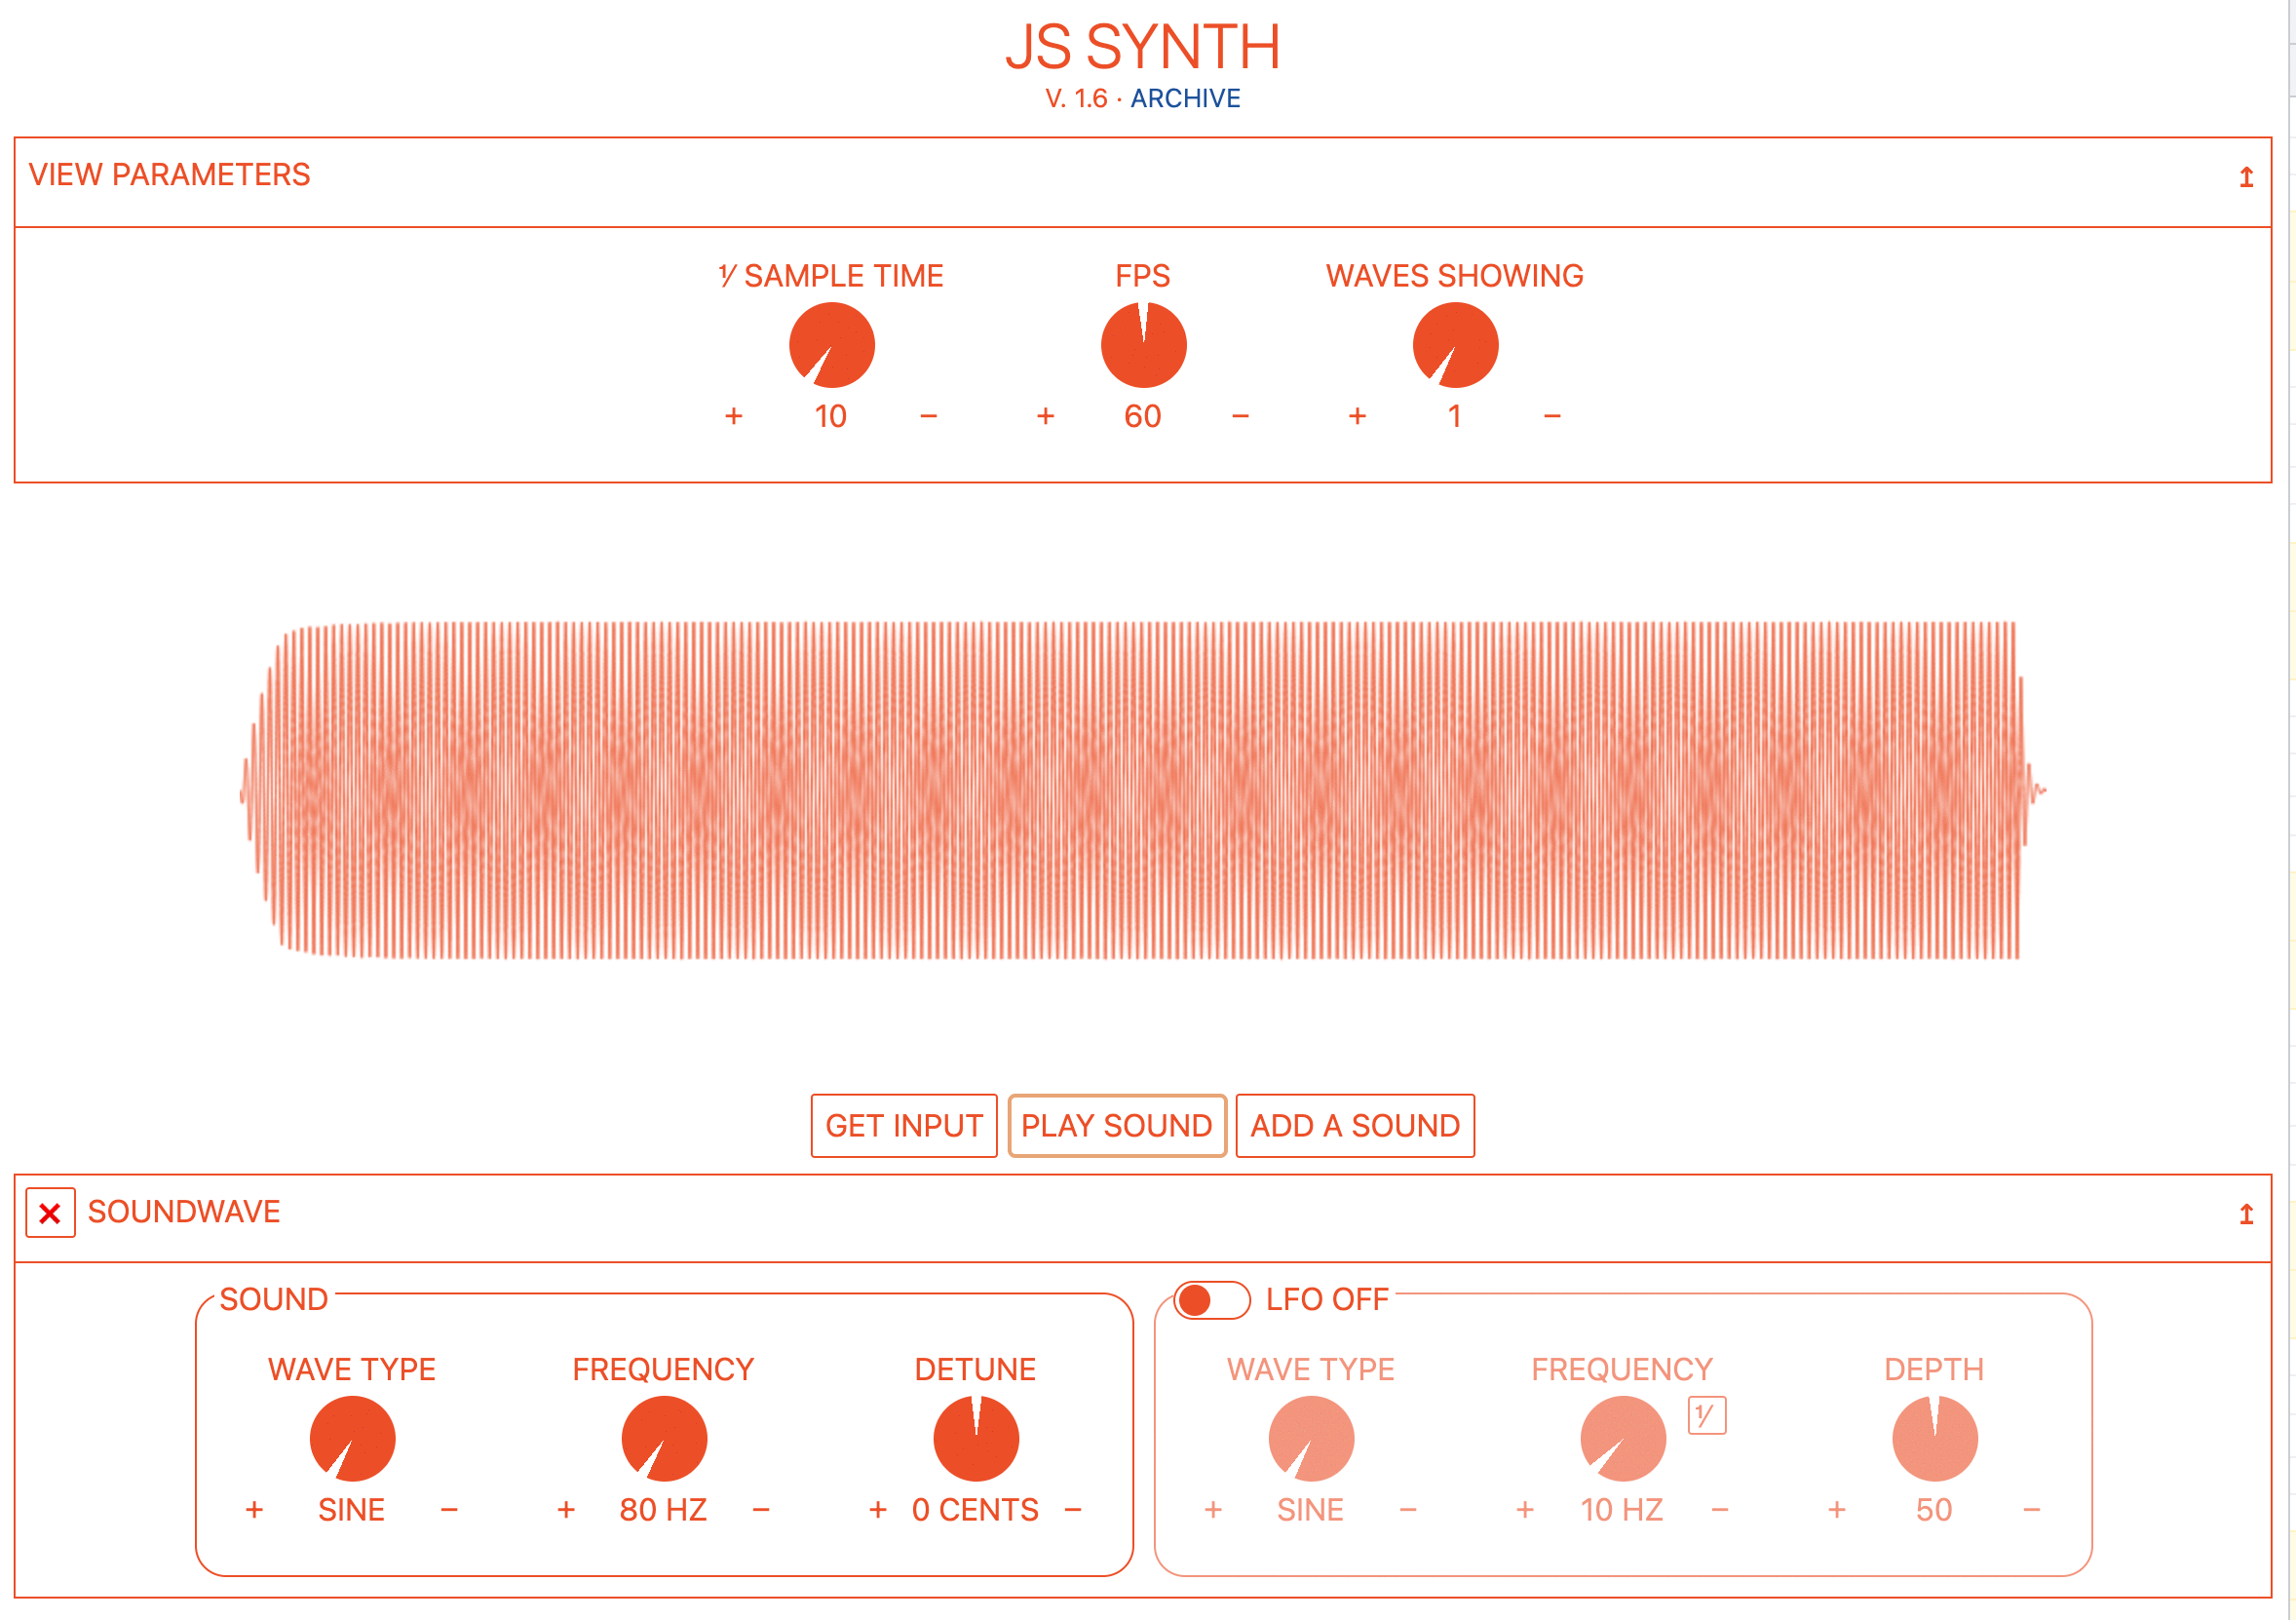 JS SYNTH
V. 1.6 · ARCHIVE
VIEW PARAMETERS ↥
⅟ SAMPLE TIME FPS WAVES SHOWING
+ 10 − + 60 − + 1 −
GET INPUT PLAY SOUND ADD A SOUND
× SOUNDWAVE ↥
SOUND LFO OFF
WAVE TYPE FREQUENCY DETUNE WAVE TYPE FREQUENCY ⅟ DEPTH
+ SINE − + 80 HZ − + 0 CENTS − + SINE − + 10 HZ − + 50 −